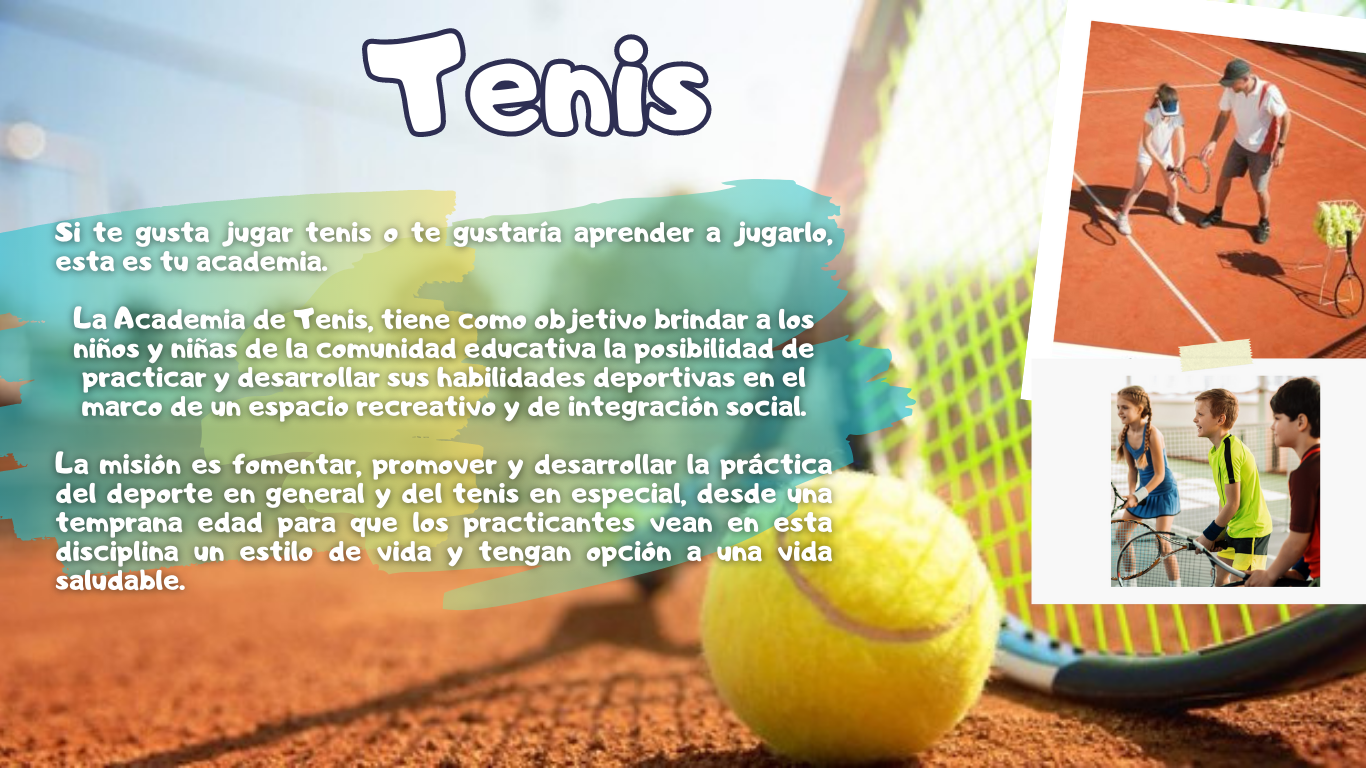 Tenis
Si te gusta jugar tenis o te gustaría aprender a jugarlo,
esta es tu academia.
La Academia de Tenis, tiene como objetivo brindar a los
niños y niñas de la comunidad educativa la posibilidad de
practicar y desarrollar sus habilidades deportivas en el
marco de un espacio recreativo y de integración social.
La misión es fomentar, promover y desarrollar la práctica
del deporte en general y del tenis en especial, desde una
temprana edad para que los practicantes vean en esta
disciplina un estilo de vida y tengan opción a una vida
saludable.